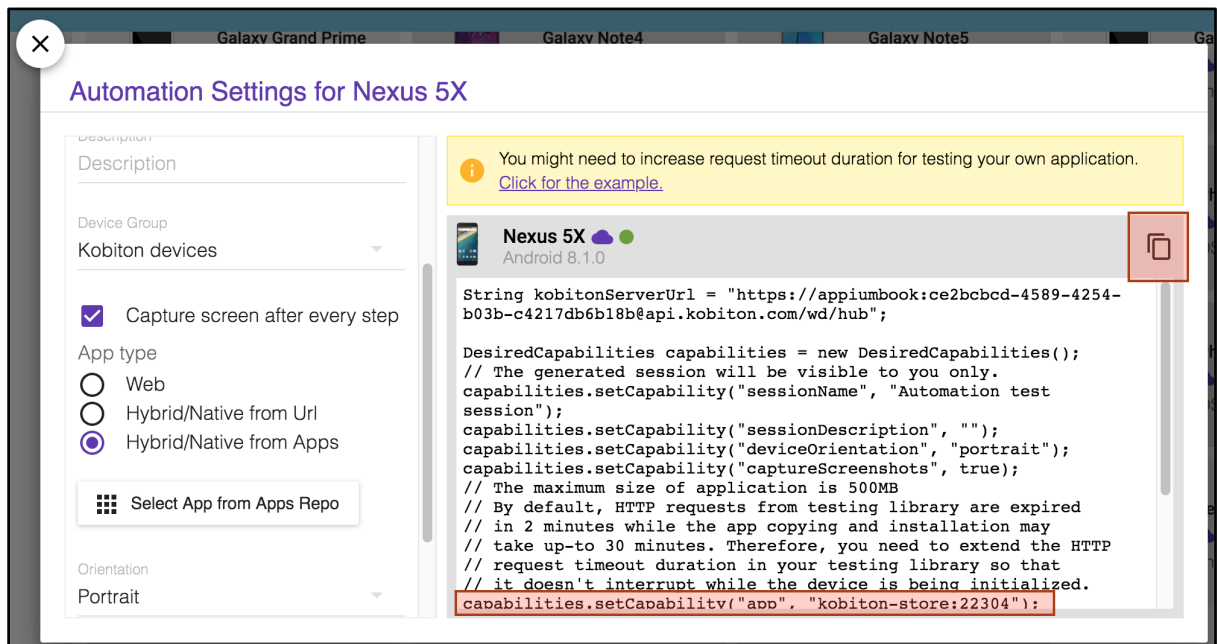 Galaxy Grand Prime
Galaxy Note4
Galaxy Note5
Ga
Automation Settings for Nexus 5X
Description
Description
Device Group
Kobiton devices
Capture screen after every step
App type
Web
Hybrid/Native from Url
Hybrid/Native from Apps
Select App from Apps Repo
Orientation
Portrait
You might need to increase request timeout duration for testing your own application.
Click for the example.
Nexus 5X
Android 8.1.0
String kobitonServerUrl = "https://appiumbook:ce2bcbcd-4589-4254-
b03b-c4217db6b18b@api.kobiton.com/wd/hub";
DesiredCapabilities capabilities = new DesiredCapabilities();
// The generated session will be visible to you only.
capabilities.setCapability("sessionName", "Automation test
session");
capabilities.setCapability("sessionDescription", "");
capabilities.setCapability("deviceOrientation", "portrait");
capabilities.setCapability("captureScreenshots", true);
// The maximum size of application is 500MB
// By default, HTTP requests from testing library are expired
// in 2 minutes while the app copying and installation may
// take up-to 30 minutes. Therefore, you need to extend the HTTP
// request timeout duration in your testing library so that
// it doesn't interrupt while the device is being initialized.
capabilities.setCapability("app", "kobiton-store:22304");